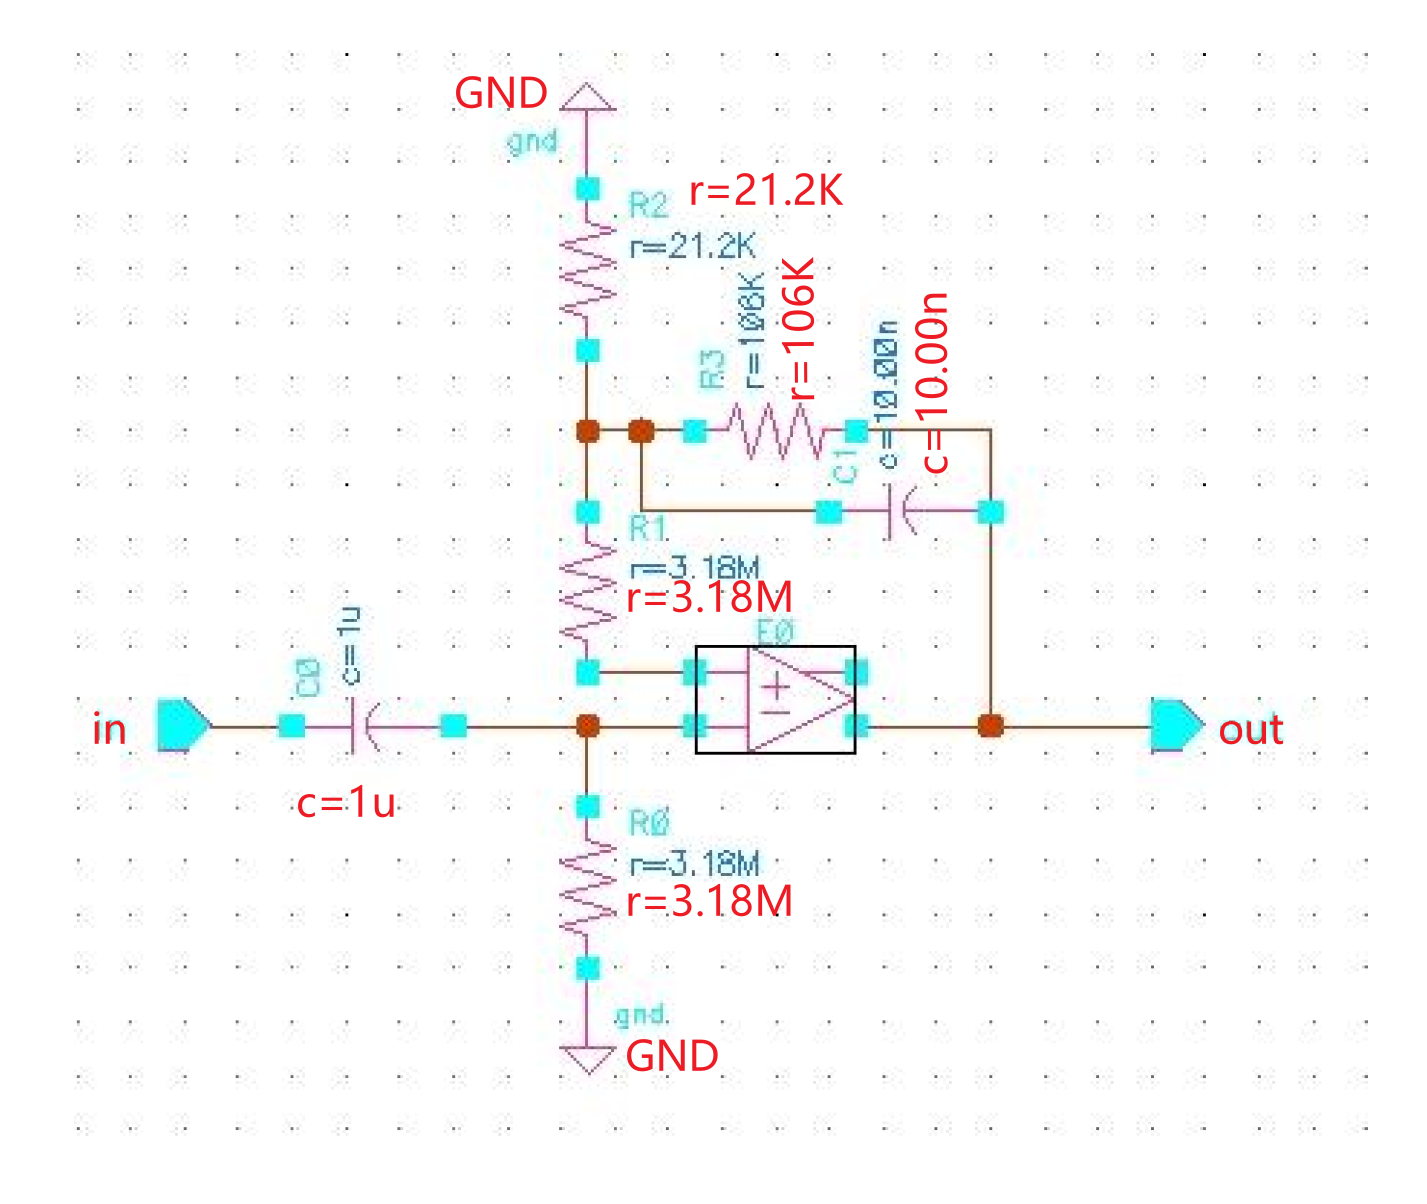 GND
gnd
R2
r=21.2K
r=21.2K
R3
r=106K
r=106K
C1
c=10.00n
c=10.00n
R1
r=3.18M
r=3.18M
E0
+
−
C0
c=1u
c=1u
in
out
R0
r=3.18M
r=3.18M
gnd
GND